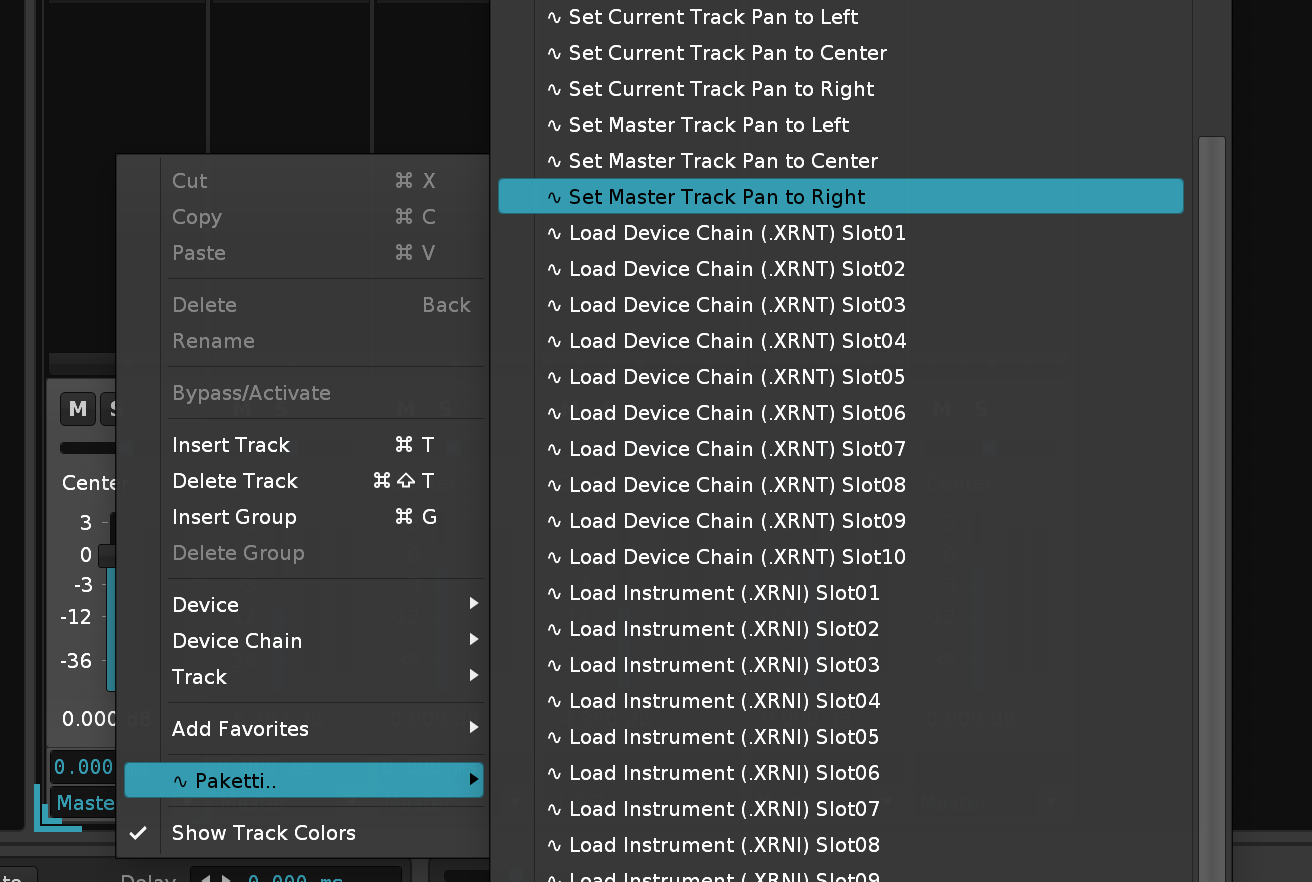 Cut ⌘ X
Copy ⌘ C
Paste ⌘ V
Delete Back
Rename
Bypass/Activate
Insert Track ⌘ T
Delete Track ⌘ ⇧ T
Insert Group ⌘ G
Delete Group
Device
Device Chain
Track
Add Favorites
∿ Paketti..
Show Track Colors
∿ Set Current Track Pan to Left
∿ Set Current Track Pan to Center
∿ Set Current Track Pan to Right
∿ Set Master Track Pan to Left
∿ Set Master Track Pan to Center
∿ Set Master Track Pan to Right
∿ Load Device Chain (.XRNT) Slot01
∿ Load Device Chain (.XRNT) Slot02
∿ Load Device Chain (.XRNT) Slot03
∿ Load Device Chain (.XRNT) Slot04
∿ Load Device Chain (.XRNT) Slot05
∿ Load Device Chain (.XRNT) Slot06
∿ Load Device Chain (.XRNT) Slot07
∿ Load Device Chain (.XRNT) Slot08
∿ Load Device Chain (.XRNT) Slot09
∿ Load Device Chain (.XRNT) Slot10
∿ Load Instrument (.XRNI) Slot01
∿ Load Instrument (.XRNI) Slot02
∿ Load Instrument (.XRNI) Slot03
∿ Load Instrument (.XRNI) Slot04
∿ Load Instrument (.XRNI) Slot05
∿ Load Instrument (.XRNI) Slot06
∿ Load Instrument (.XRNI) Slot07
∿ Load Instrument (.XRNI) Slot08
∿ Load Instrument (.XRNI) Slot09
M S
Cente
3
0
-3
-12
-36
0.000
0.000
Maste
Delay 0.000 ms